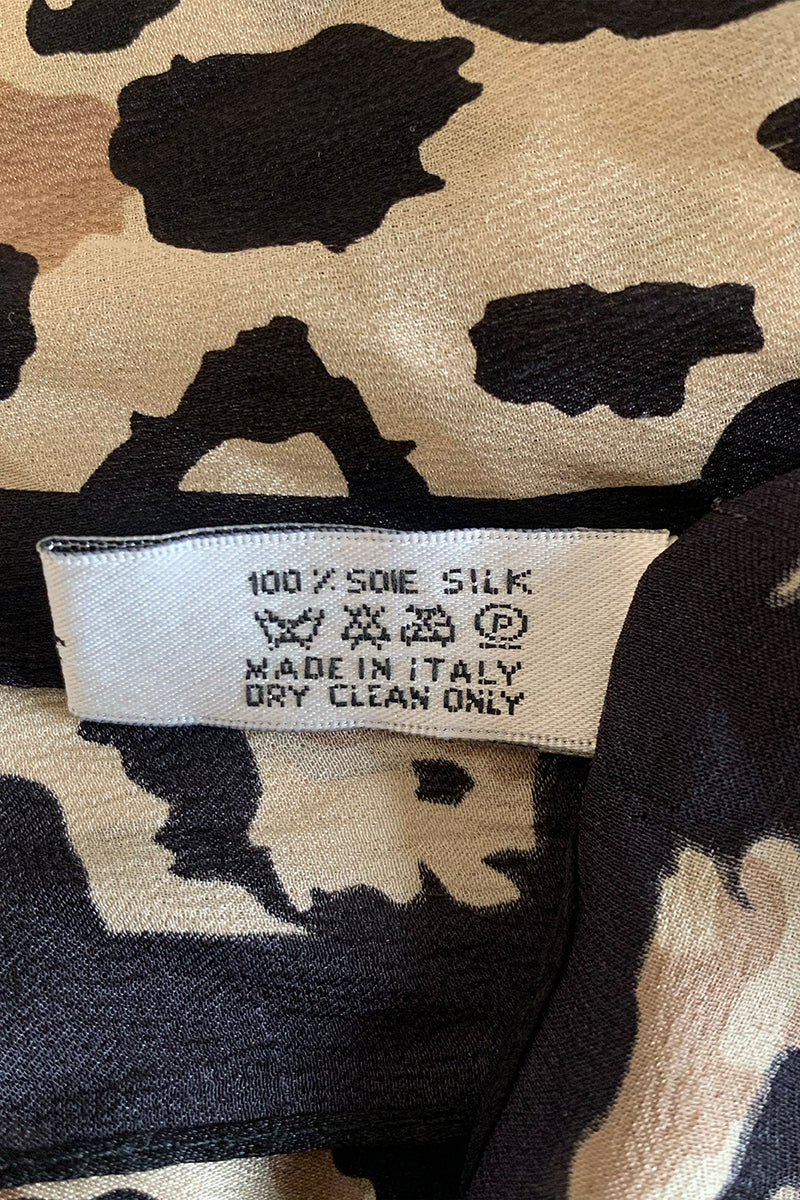 100% SOIE SILK
P
MADE IN ITALY
DRY CLEAN ONLY